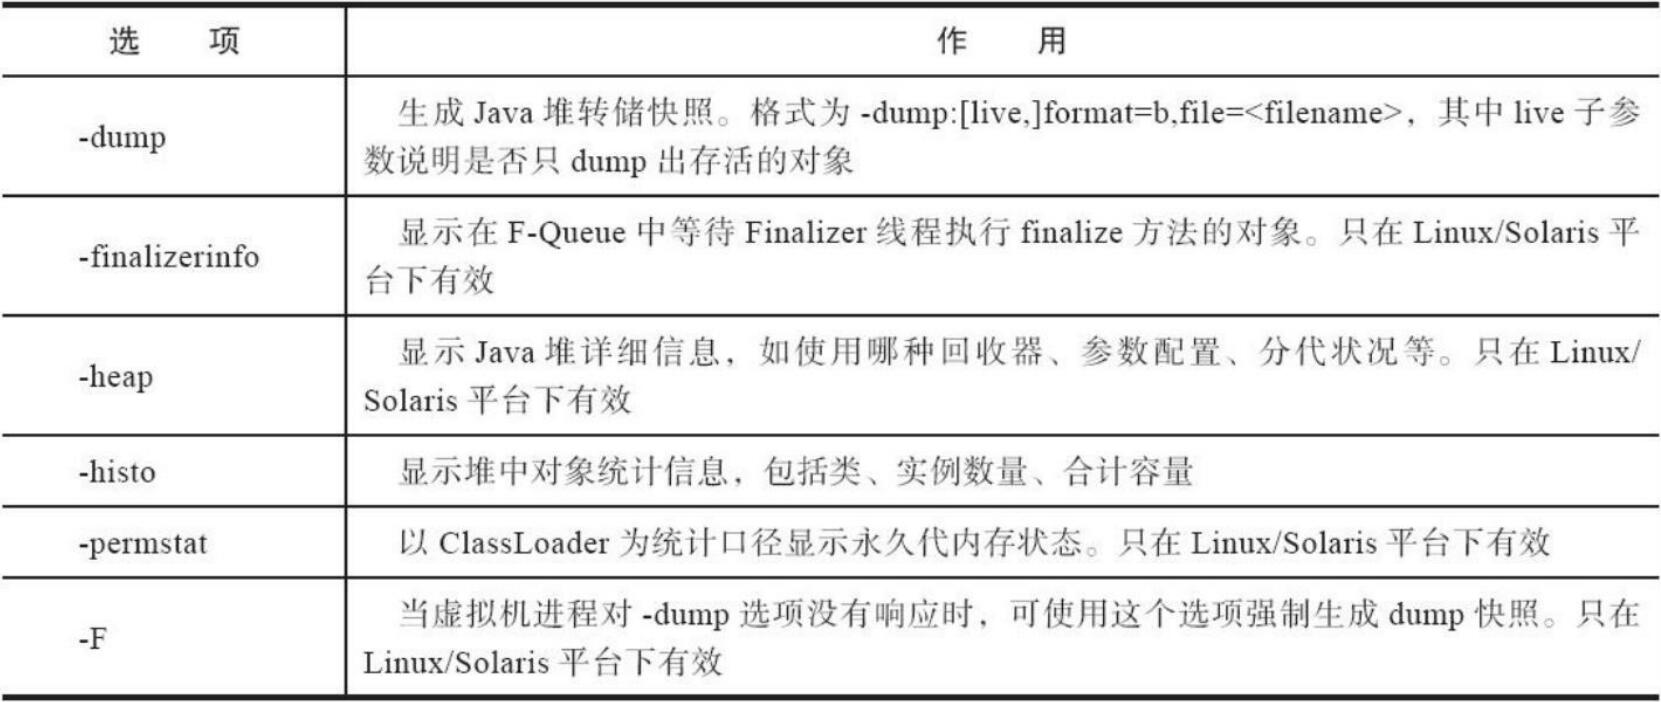 选 项 作 用
-dump
生成 Java 堆转储快照。格式为 -dump:[live,]format=b,file=<filename>，其中 live 子参
数说明是否只 dump 出存活的对象
-finalizerinfo
显示在 F-Queue 中等待 Finalizer 线程执行 finalize 方法的对象。只在 Linux/Solaris 平
台下有效
-heap
显示 Java 堆详细信息，如使用哪种回收器、参数配置、分代状况等。只在 Linux/
Solaris 平台下有效
-histo 显示堆中对象统计信息，包括类、实例数量、合计容量
-permstat 以 ClassLoader 为统计口径显示永久代内存状态。只在 Linux/Solaris 平台下有效
-F
当虚拟机进程对 -dump 选项没有响应时，可使用这个选项强制生成 dump 快照。只在
Linux/Solaris 平台下有效